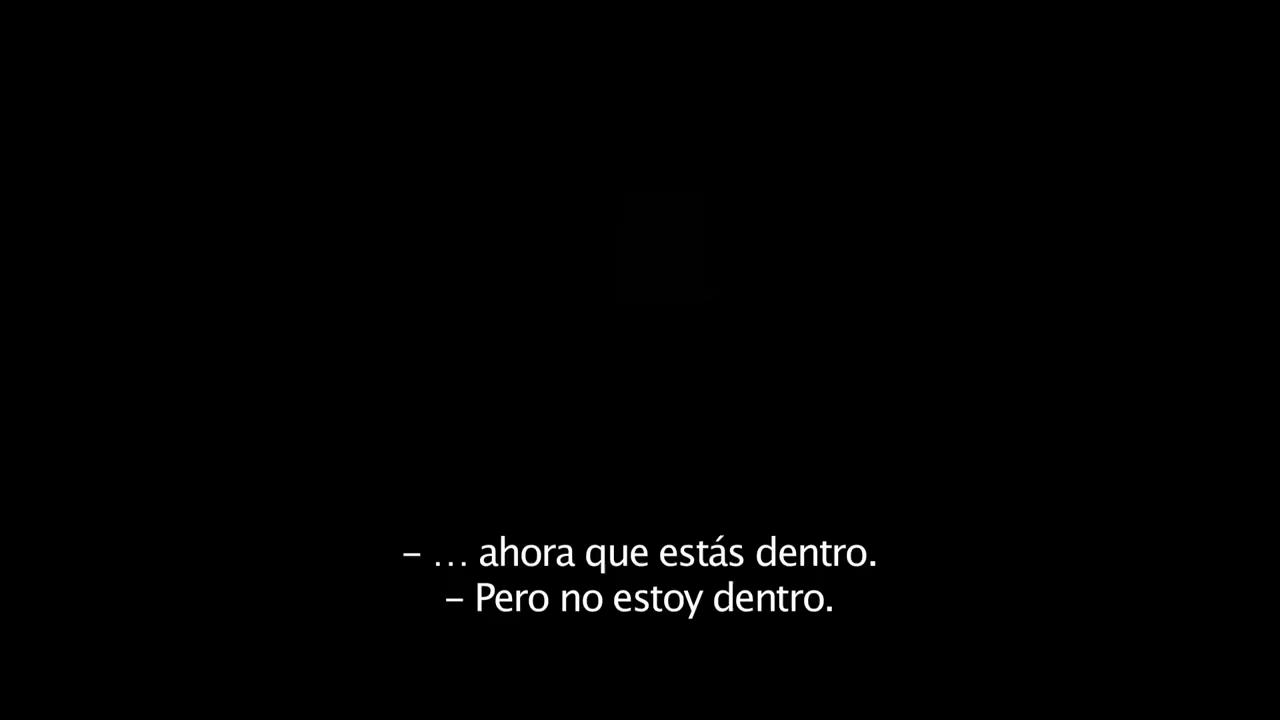 – … ahora que estás dentro.
– Pero no estoy dentro.